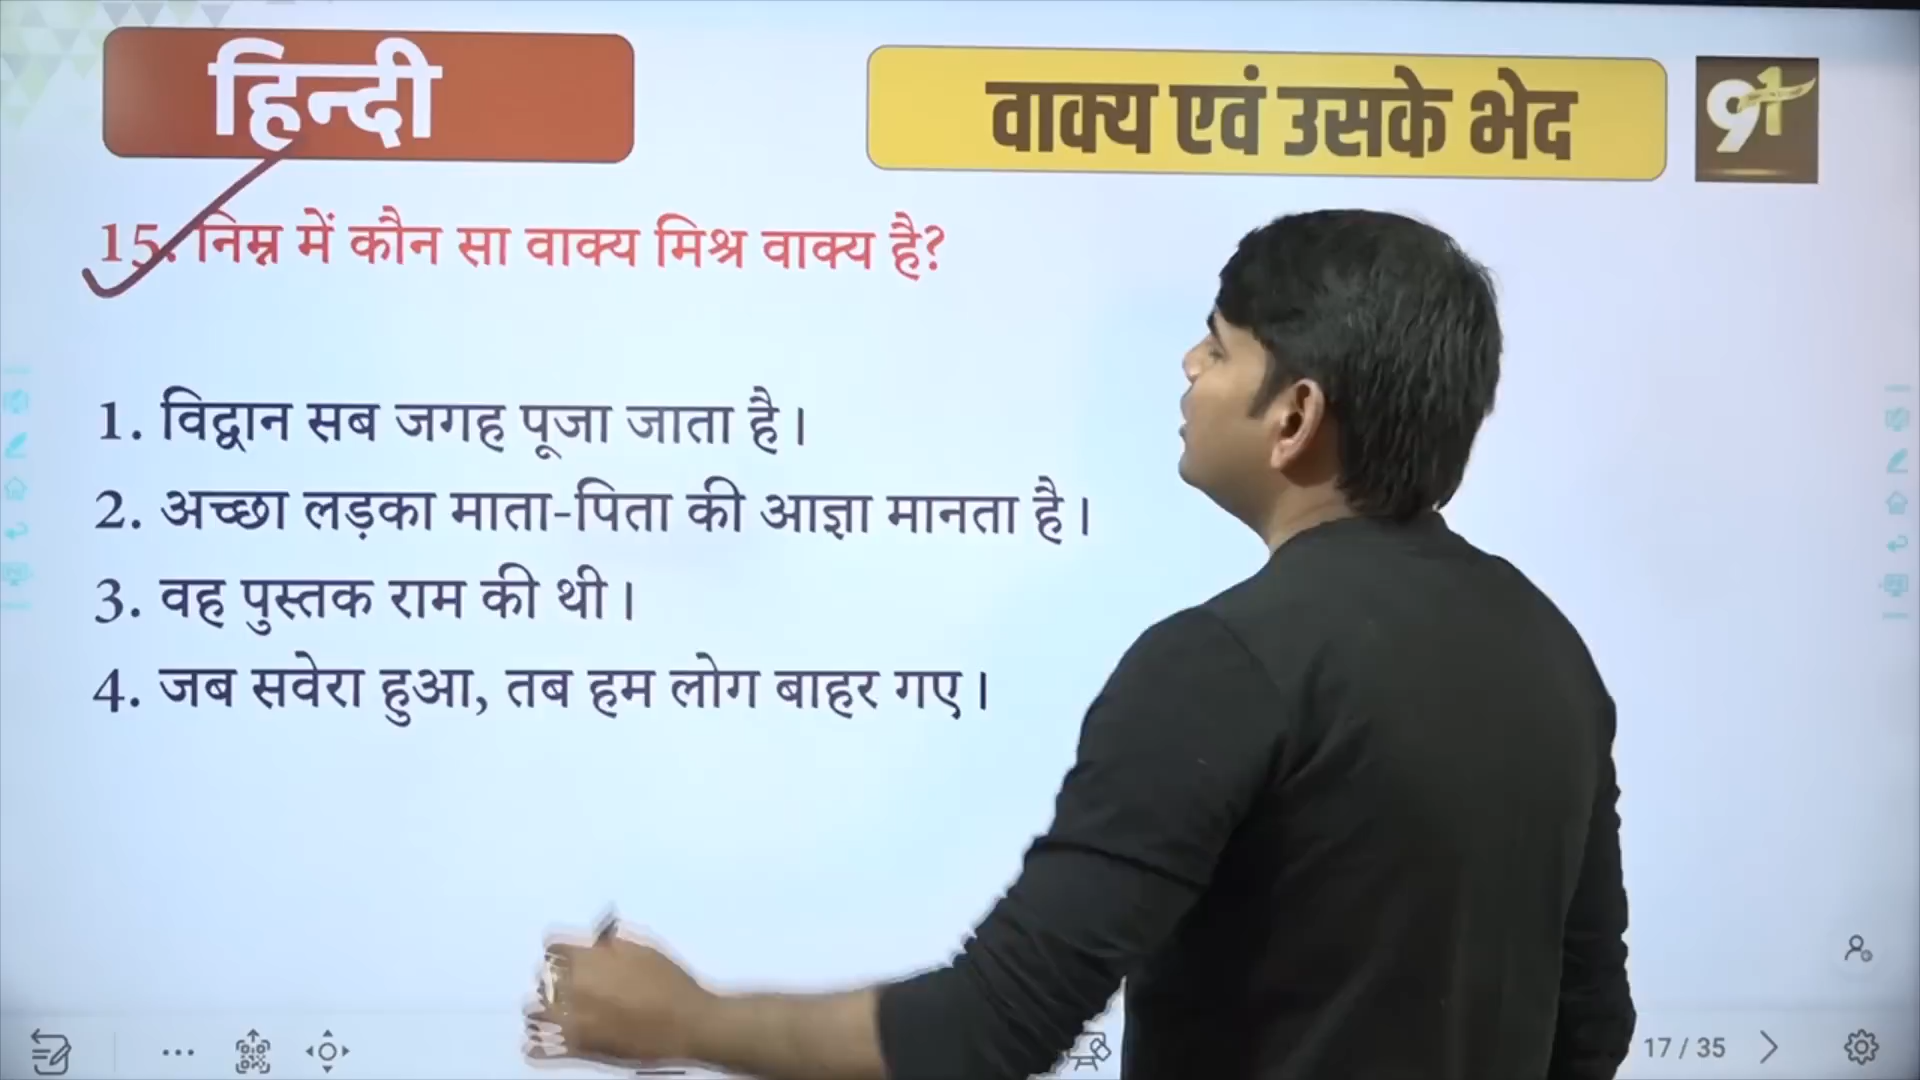 हिन्दी
वाक्य एवं उसके भेद
91
15. निम्न में कौन सा वाक्य मिश्र वाक्य है?
1. विद्वान सब जगह पूजा जाता है।
2. अच्छा लड़का माता-पिता की आज्ञा मानता है।
3. वह पुस्तक राम की थी।
4. जब सवेरा हुआ, तब हम लोग बाहर गए।
17 / 35